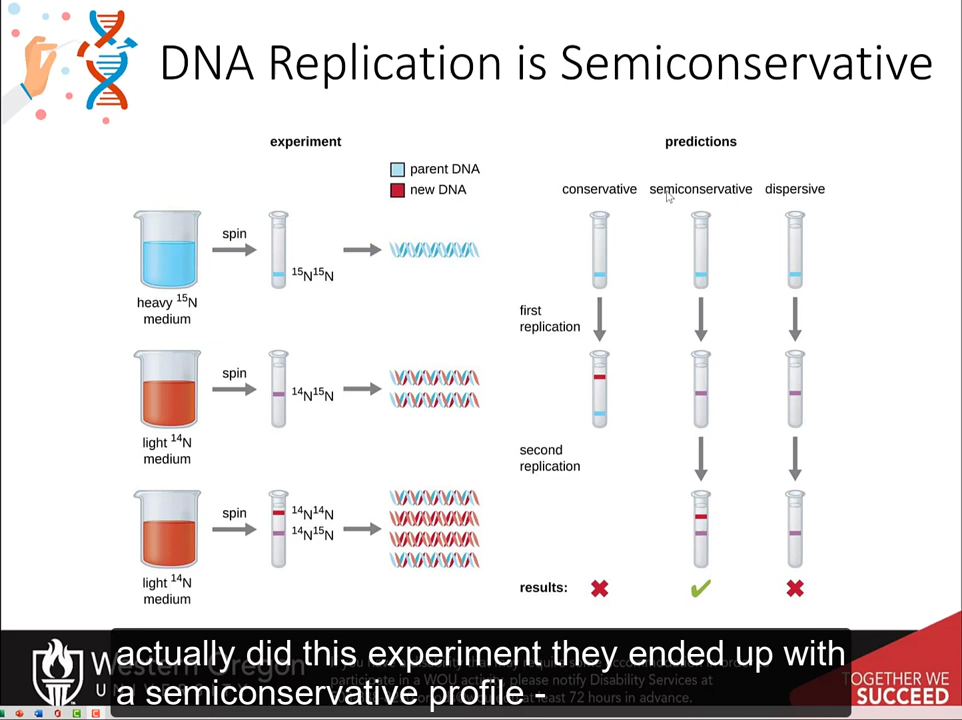 DNA Replication is Semiconservative
experiment
parent DNA
new DNA
spin
15N15N
heavy 15N
medium
spin
14N15N
light 14N
medium
spin
14N14N
14N15N
light 14N
medium
predictions
conservative semiconservative dispersive
first
replication
second
replication
results:
actually did this experiment they ended up with
a semiconservative profile -
participate in a WOU activity, please notify Disability Services at
at least 72 hours in advance.
TOGETHER WE
SUCCEED